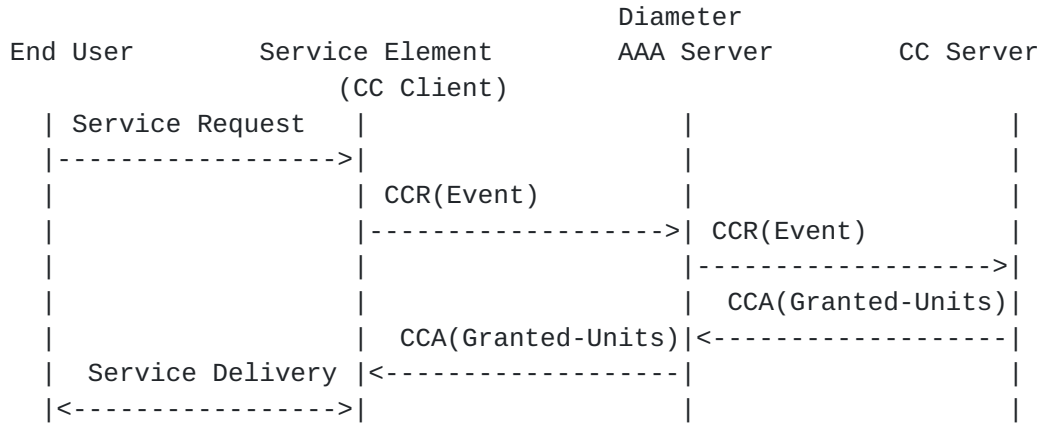 Diameter
End User Service Element AAA Server CC Server
(CC Client)
Service Request
CCR(Event)
CCR(Event)
CCA(Granted-Units)
CCA(Granted-Units)
Service Delivery